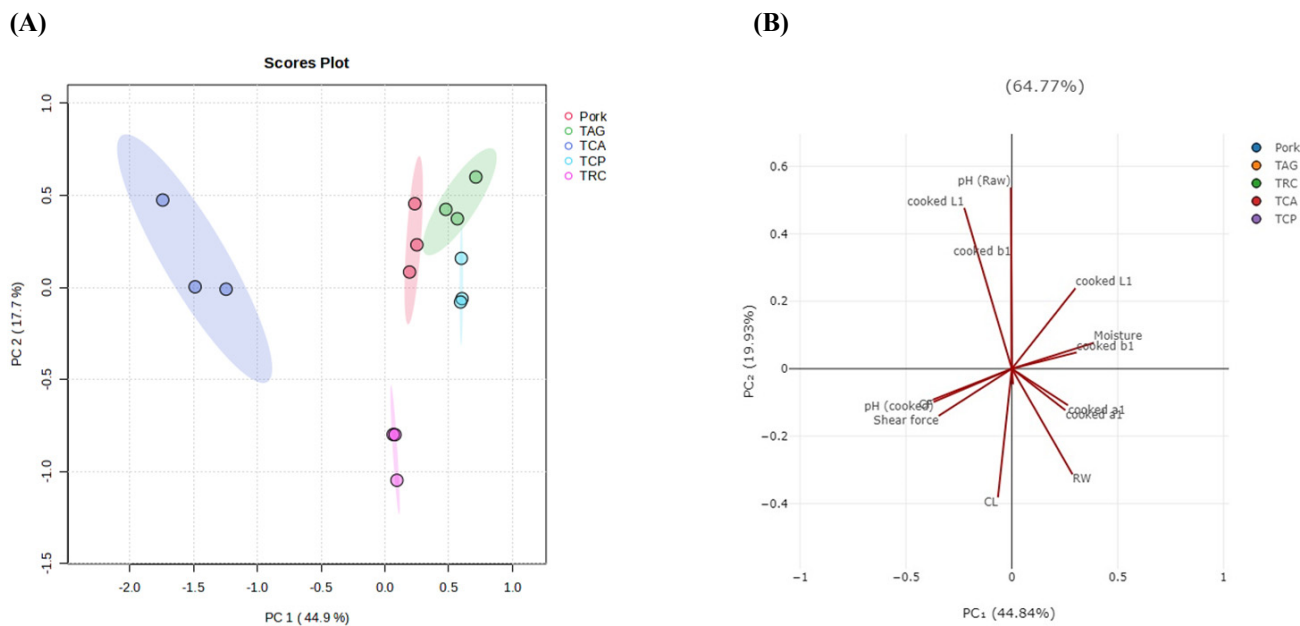 (A)
(B)
Scores Plot
1.0
0.5
0.0
-0.5
-1.0
-1.5
PC 2 ( 17.7 %)
-2.0
-1.5
-1.0
-0.5
0.0
0.5
1.0
PC 1 ( 44.9 %)
Pork
TAG
TCA
TCP
TRC
(64.77%)
0.6
0.4
0.2
0
−0.2
−0.4
PC₂ (19.93%)
pH (Raw)
cooked L1
cooked b1
cooked L1
Moisture
cooked b1
pH (cooked)
Shear force
cooked a1
cooked a1
RW
CL
−1
−0.5
0
0.5
1
PC₁ (44.84%)
Pork
TAG
TRC
TCA
TCP